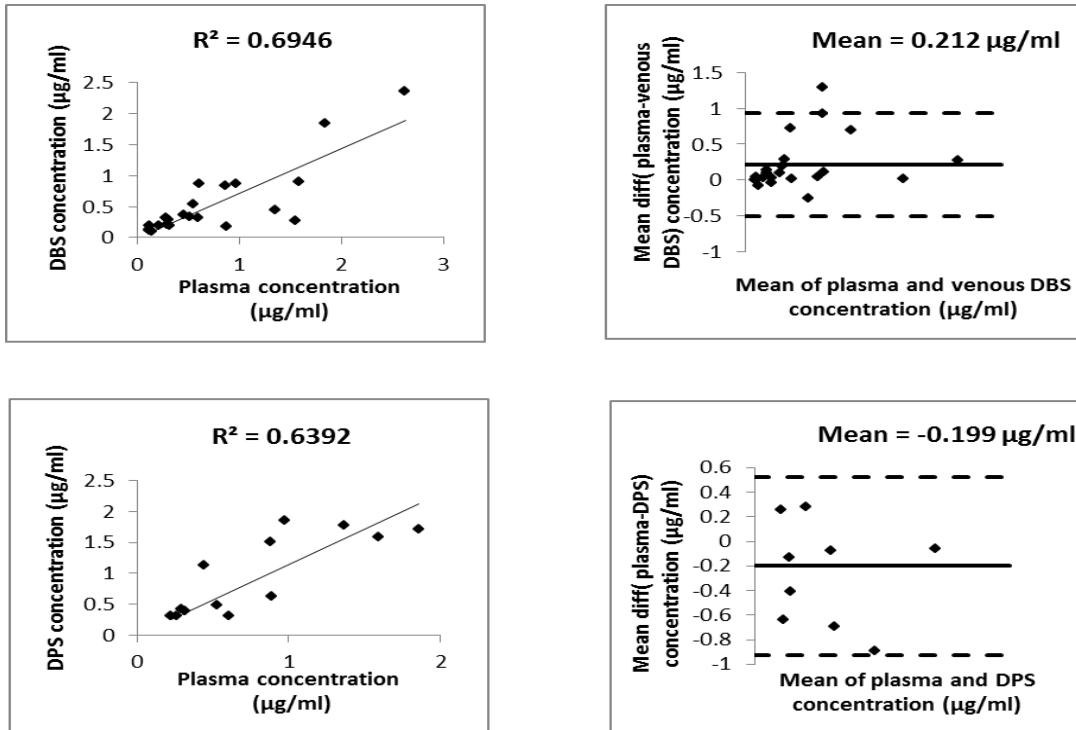 R² = 0.6946
DBS concentration (µg/ml)
2.5
2
1.5
1
0.5
0
0
1
2
3
Plasma concentration
(µg/ml)
Mean = 0.212 µg/ml
Mean diff( plasma-venous
DBS) concentration (µg/ml)
1.5
1
0.5
0
-0.5
-1
Mean of plasma and venous DBS
concentration (µg/ml)
R² = 0.6392
DPS concentration (µg/ml)
2.5
2
1.5
1
0.5
0
0
1
2
Plasma concentration
(µg/ml)
Mean = -0.199 µg/ml
Mean diff( plasma-DPS)
concentration (µg/ml)
0.6
0.4
0.2
0
-0.2
-0.4
-0.6
-0.8
-1
Mean of plasma and DPS
concentration (µg/ml)